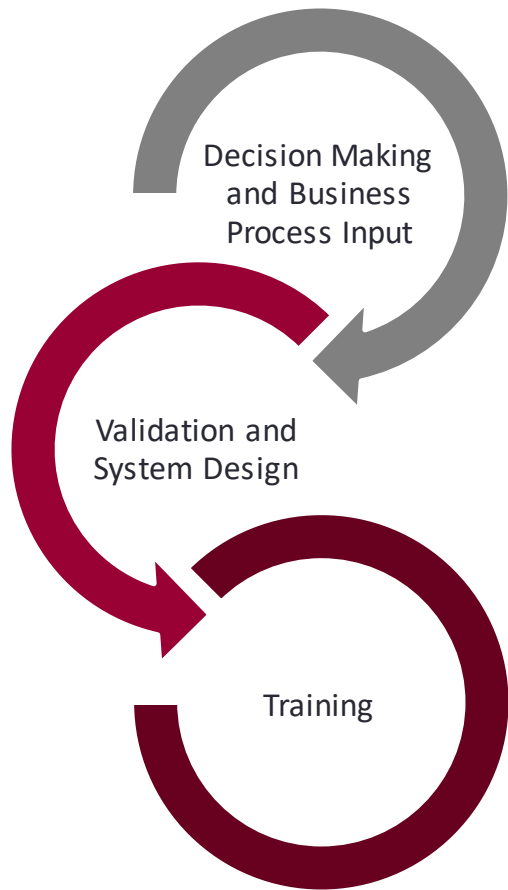 Decision Making
and Business
Process Input
Validation and
System Design
Training